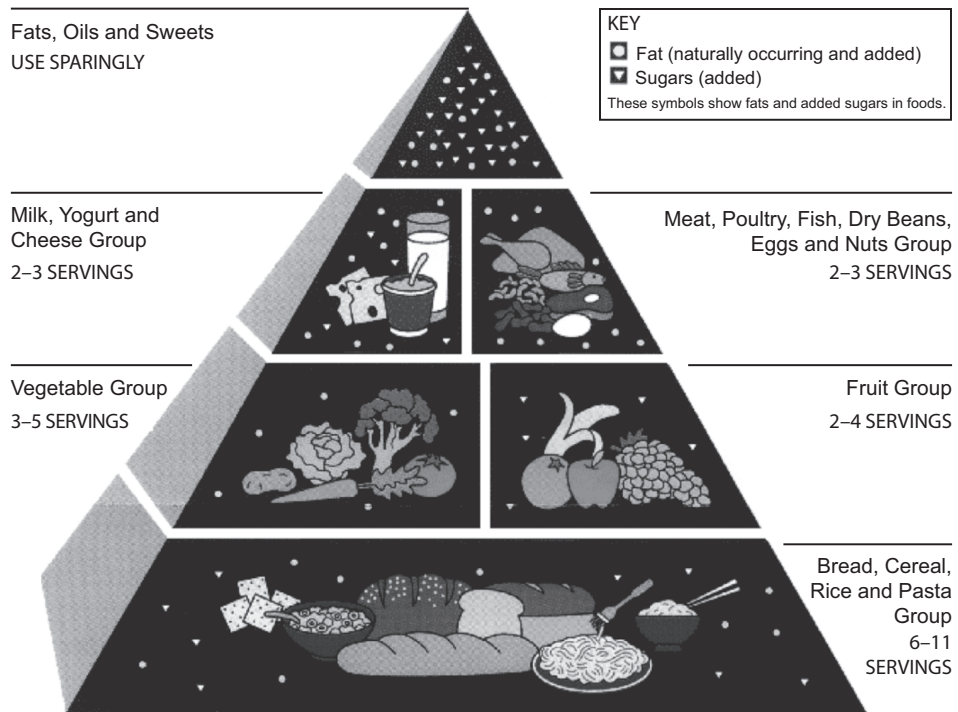 Fats, Oils and Sweets
USE SPARINGLY
KEY
Fat (naturally occurring and added)
Sugars (added)
These symbols show fats and added sugars in foods.
Milk, Yogurt and
Cheese Group
2–3 SERVINGS
Meat, Poultry, Fish, Dry Beans,
Eggs and Nuts Group
2–3 SERVINGS
Vegetable Group
3–5 SERVINGS
Fruit Group
2–4 SERVINGS
Bread, Cereal,
Rice and Pasta
Group
6–11
SERVINGS